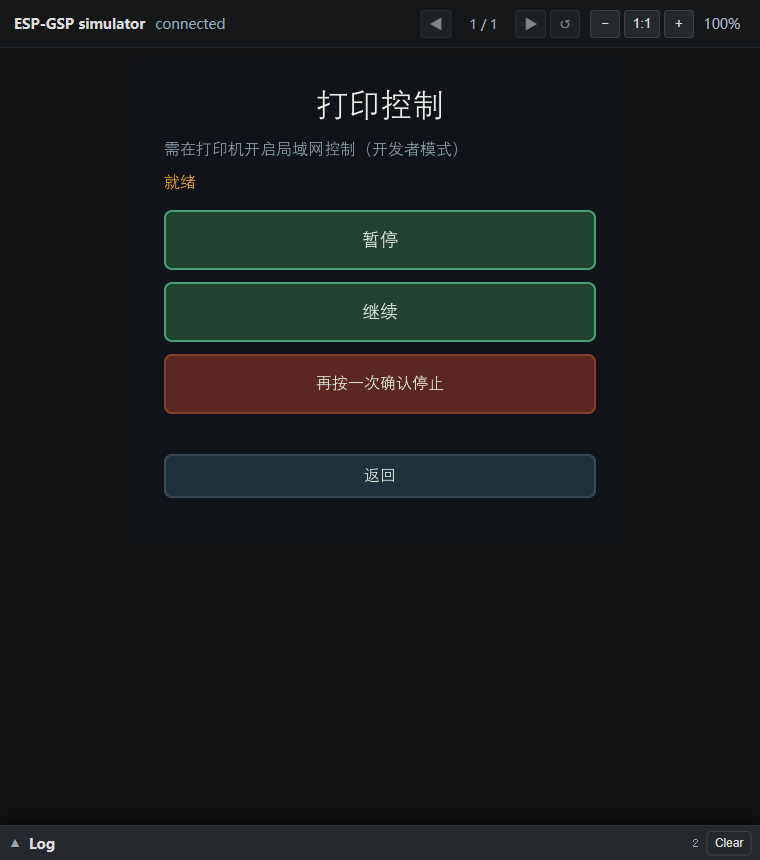 ESP-GSP simulator connected ◀ 1 / 1 ▶ ↺ − 1:1 + 100%
打印控制
需在打印机开启局域网控制（开发者模式）
就绪
暂停
继续
再按一次确认停止
返回
▲ Log 2 Clear